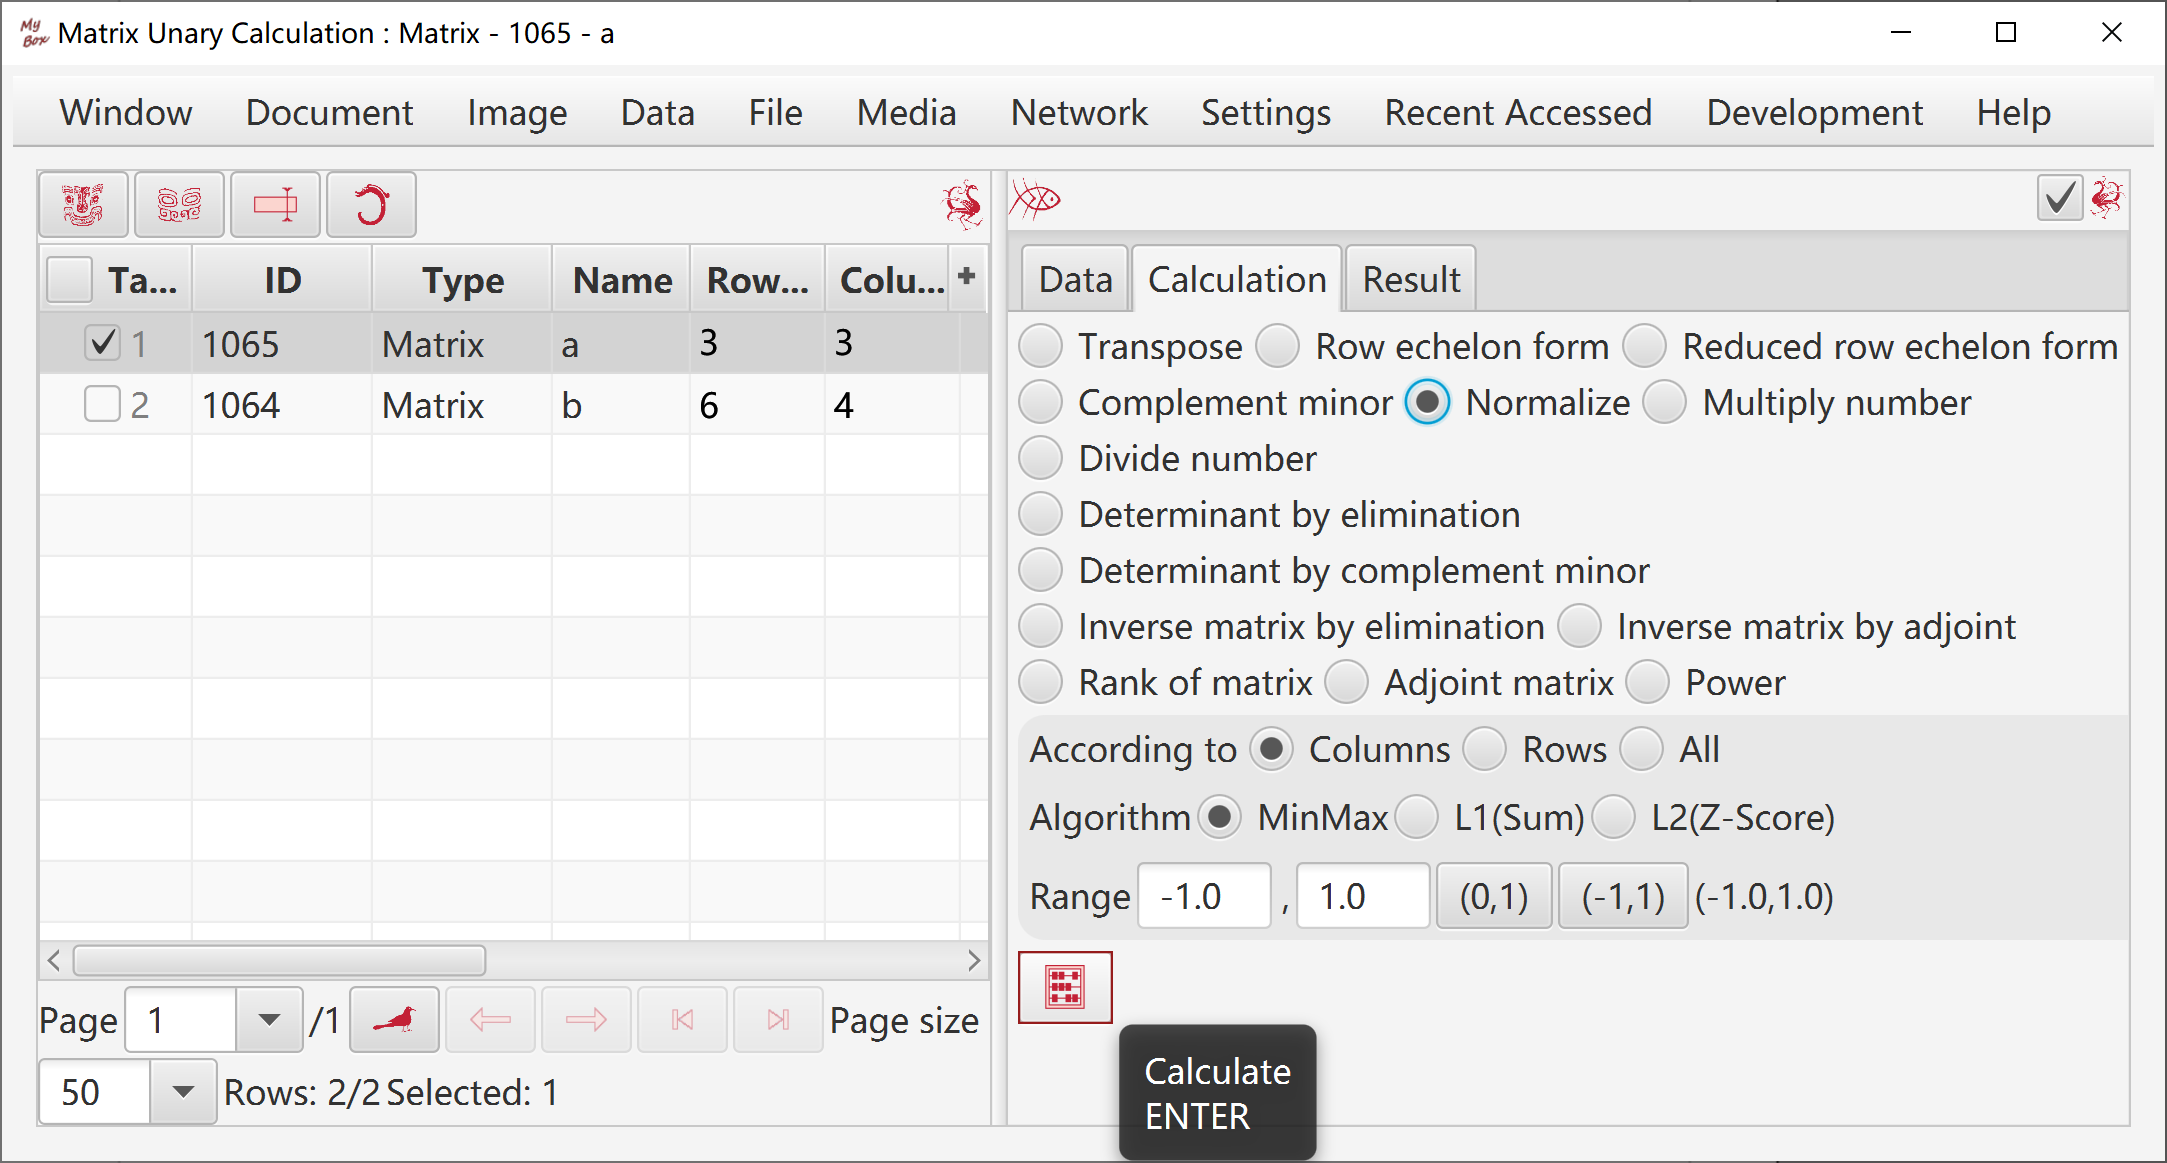 My Box Matrix Unary Calculation : Matrix - 1065 - a
Window Document Image Data File Media Network Settings Recent Accessed Development Help
Ta... ID Type Name Row... Colu... +
1 1065 Matrix a 3 3
2 1064 Matrix b 6 4
Page 1 /1 Page size
50 Rows: 2/2 Selected: 1
Data Calculation Result
Transpose Row echelon form Reduced row echelon form
Complement minor Normalize Multiply number
Divide number
Determinant by elimination
Determinant by complement minor
Inverse matrix by elimination Inverse matrix by adjoint
Rank of matrix Adjoint matrix Power
According to Columns Rows All
Algorithm MinMax L1(Sum) L2(Z-Score)
Range -1.0 , 1.0 (0,1) (-1,1) (-1.0,1.0)
Calculate
ENTER